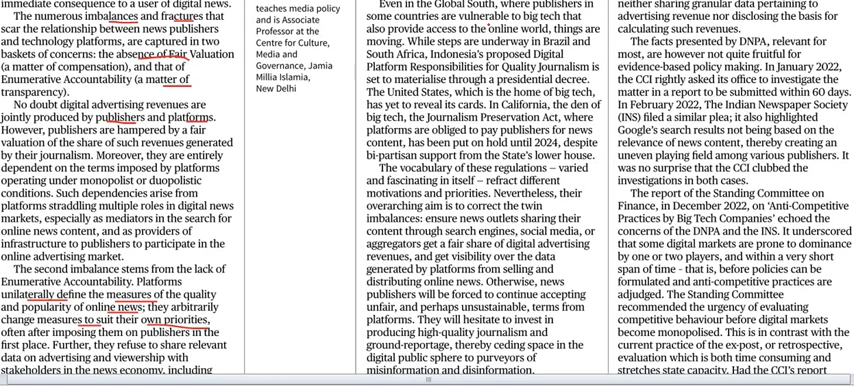 immediate consequence to a user of digital news.
The numerous imbalances and fractures that
scar the relationship between news publishers
and technology platforms, are captured in two
baskets of concerns: the absence of Fair Valuation
(a matter of compensation), and that of
Enumerative Accountability (a matter of
transparency).
No doubt digital advertising revenues are
jointly produced by publishers and platforms.
However, publishers are hampered by a fair
valuation of the share of such revenues generated
by their journalism. Moreover, they are entirely
dependent on the terms imposed by platforms
operating under monopolist or duopolistic
conditions. Such dependencies arise from
platforms straddling multiple roles in digital news
markets, especially as mediators in the search for
online news content, and as providers of
infrastructure to publishers to participate in the
online advertising market.
The second imbalance stems from the lack of
Enumerative Accountability. Platforms
unilaterally define the measures of the quality
and popularity of online news; they arbitrarily
change measures to suit their own priorities,
often after imposing them on publishers in the
first place. Further, they refuse to share relevant
data on advertising and viewership with
stakeholders in the news economy, including
teaches media policy
and is Associate
Professor at the
Centre for Culture,
Media and
Governance, Jamia
Millia Islamia,
New Delhi
Even in the Global South, where publishers in
some countries are vulnerable to big tech that
also provide access to the online world, things are
moving. While steps are underway in Brazil and
South Africa, Indonesia's proposed Digital
Platform Responsibilities for Quality Journalism is
set to materialise through a presidential decree.
The United States, which is the home of big tech,
has yet to reveal its cards. In California, the den of
big tech, the Journalism Preservation Act, where
platforms are obliged to pay publishers for news
content, has been put on hold until 2024, despite
bi-partisan support from the State's lower house.
The vocabulary of these regulations — varied
and fascinating in itself — refract different
motivations and priorities. Nevertheless, their
overarching aim is to correct the twin
imbalances: ensure news outlets sharing their
content through search engines, social media, or
aggregators get a fair share of digital advertising
revenues, and get visibility over the data
generated by platforms from selling and
distributing online news. Otherwise, news
publishers will be forced to continue accepting
unfair, and perhaps unsustainable, terms from
platforms. They will hesitate to invest in
producing high-quality journalism and
ground-reportage, thereby ceding space in the
digital public sphere to purveyors of
misinformation and disinformation.
neither sharing granular data pertaining to
advertising revenue nor disclosing the basis for
calculating such revenues.
The facts presented by DNPA, relevant for
most, are however not quite fruitful for
evidence-based policy making. In January 2022,
the CCI rightly asked its office to investigate the
matter in a report to be submitted within 60 days.
In February 2022, The Indian Newspaper Society
(INS) filed a similar plea; it also highlighted
Google's search results not being based on the
relevance of news content, thereby creating an
uneven playing field among various publishers. It
was no surprise that the CCI clubbed the
investigations in both cases.
The report of the Standing Committee on
Finance, in December 2022, on 'Anti-Competitive
Practices by Big Tech Companies' echoed the
concerns of the DNPA and the INS. It underscored
that some digital markets are prone to dominance
by one or two players, and within a very short
span of time - that is, before policies can be
formulated and anti-competitive practices are
adjudged. The Standing Committee
recommended the urgency of evaluating
competitive behaviour before digital markets
become monopolised. This is in contrast with the
current practice of the ex-post, or retrospective,
evaluation which is both time consuming and
stretches state capacity. Had the CCI's report